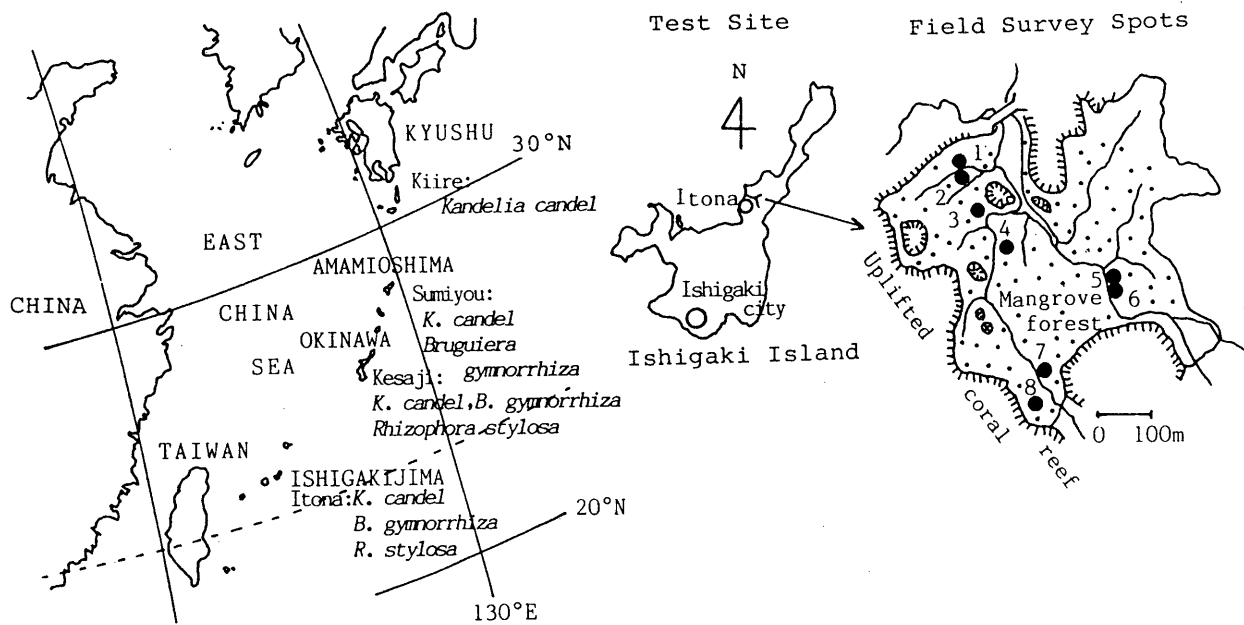 KYUSHU
30°N
Kiire:
Kandelia candel
EAST
AMAMIOSHIMA
CHINA
CHINA
Sumiyou:
K. candel
OKINAWA
Bruguiera
SEA
gymnorrhiza
Kesaji:
K. candel,B. gymnorrhiza
Rhizophora stylosa
TAIWAN
ISHIGAKIJIMA
Itona:K. candel
B. gymnorrhiza
R. stylosa
20°N
130°E
Test Site
N
Itona
Ishigaki
city
Ishigaki Island
Field Survey Spots
1
2
3
4
5
6
Mangrove
forest
7
8
Uplifted
coral
reef
0 100m